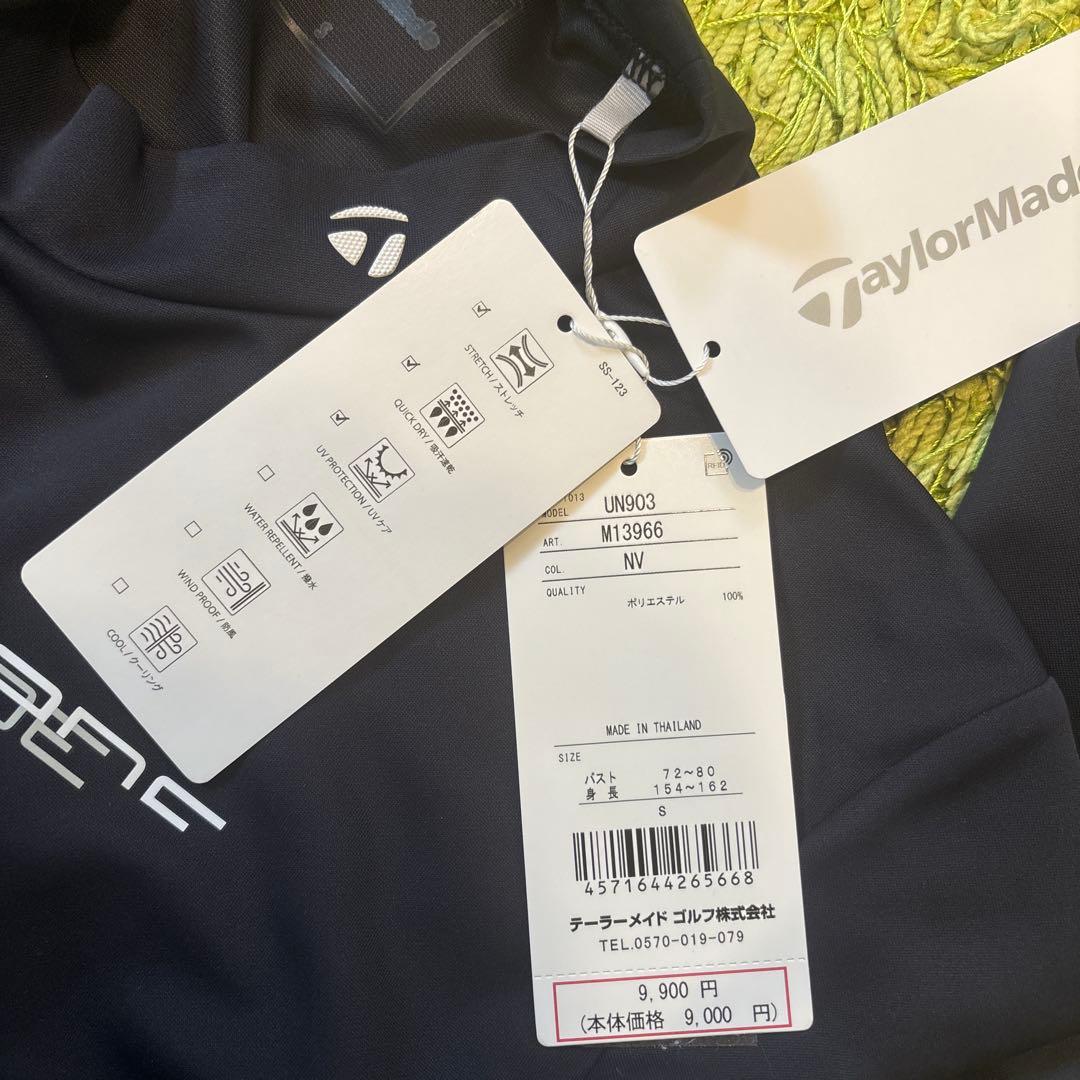 S
TaylorMade
SS-123
STRETCH / ストレッチ
QUICK DRY / 吸汗速乾
UV PROTECTION / UVケア
WATER REPELLENT / 撥水
WIND PROOF / 防風
COOL / クーリング
RFID
MODEL UN903
ART. M13966
COL. NV
QUALITY
ポリエステル 100%
MADE IN THAILAND
SIZE
バスト 72~80
身長 154~162
S
4571644265668
テーラーメイド ゴルフ株式会社
TEL.0570-019-079
9,900 円
(本体価格 9,000 円)